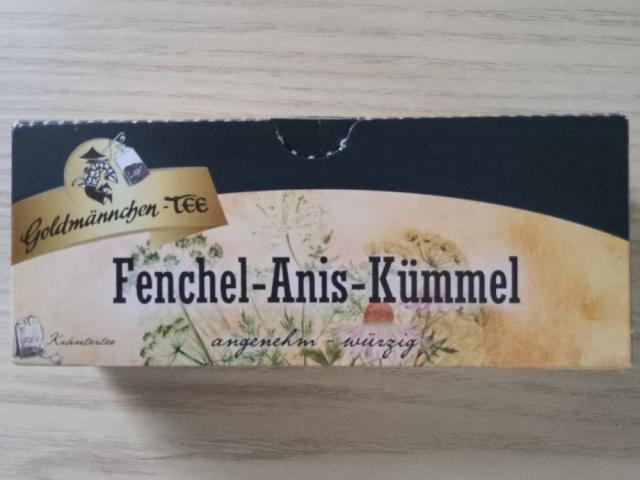 Goldmännchen-TEE
Fenchel-Anis-Kümmel
Kräutertee
angenehm - würzig